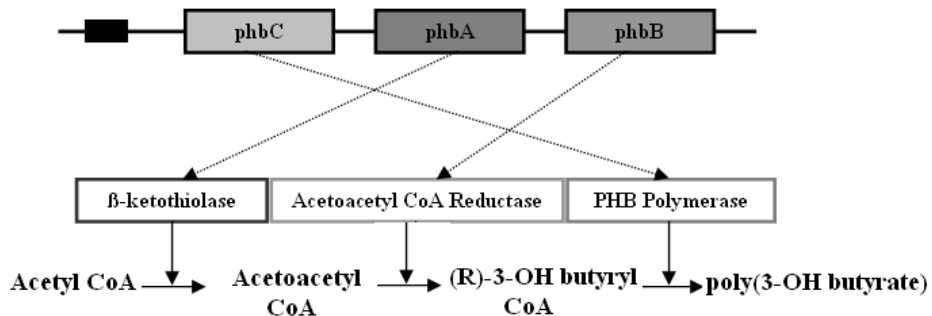 phbC phbA phbB
ß-ketothiolase Acetoacetyl CoA Reductase PHB Polymerase
Acetyl CoA Acetoacetyl CoA (R)-3-OH butyryl CoA poly(3-OH butyrate)